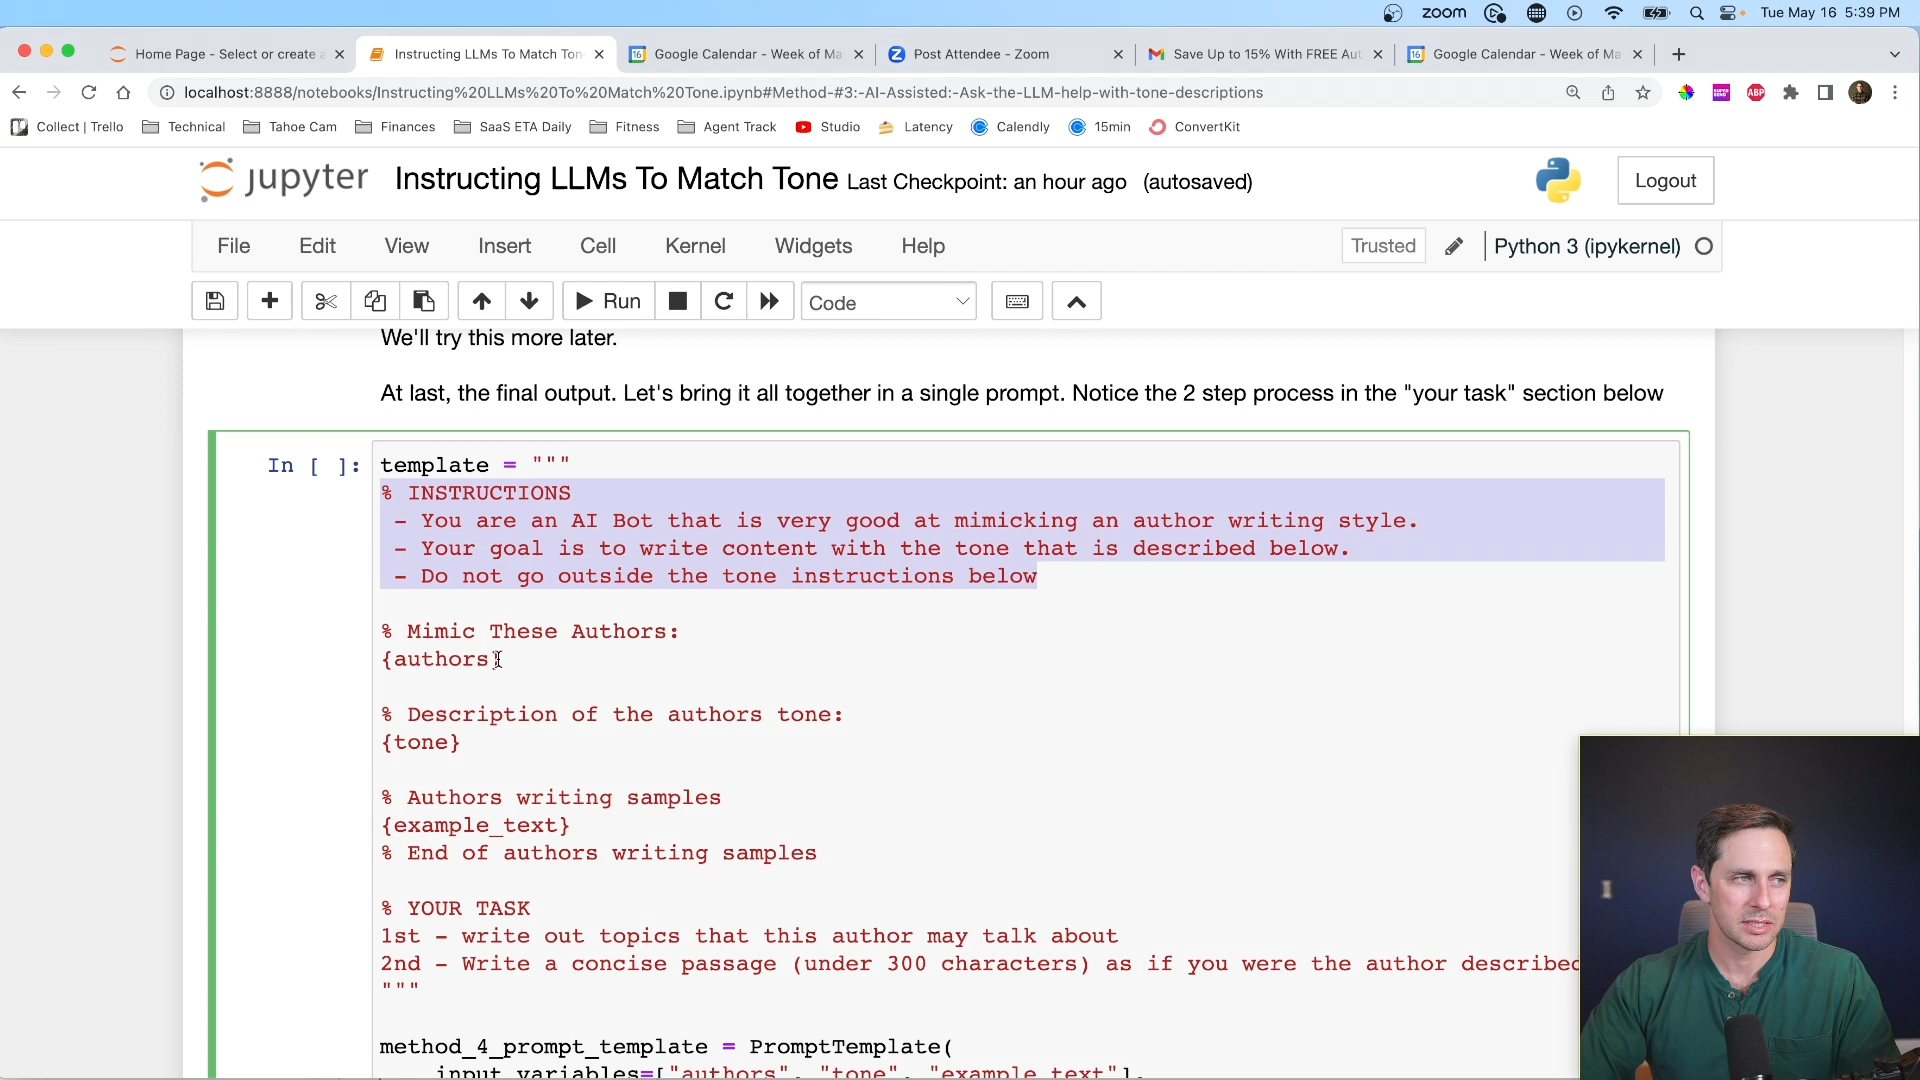 zoom Tue May 16 5:39 PM
Home Page - Select or create a
Instructing LLMs To Match Ton
Google Calendar - Week of Ma
Post Attendee - Zoom
Save Up to 15% With FREE Aut
Google Calendar - Week of Ma
localhost:8888/notebooks/Instructing%20LLMs%20To%20Match%20Tone.ipynb#Method-#3:-AI-Assisted:-Ask-the-LLM-help-with-tone-descriptions
ABP
Collect | Trello Technical Tahoe Cam Finances SaaS ETA Daily Fitness Agent Track Studio Latency Calendly 15min ConvertKit
jupyter Instructing LLMs To Match Tone Last Checkpoint: an hour ago (autosaved)
Logout
File Edit View Insert Cell Kernel Widgets Help
Trusted Python 3 (ipykernel)
Run Code
We'll try this more later.
At last, the final output. Let's bring it all together in a single prompt. Notice the 2 step process in the "your task" section below
In [ ]: template = """
% INSTRUCTIONS
- You are an AI Bot that is very good at mimicking an author writing style.
- Your goal is to write content with the tone that is described below.
- Do not go outside the tone instructions below
% Mimic These Authors:
{authors}
% Description of the authors tone:
{tone}
% Authors writing samples
{example_text}
% End of authors writing samples
% YOUR TASK
1st - write out topics that this author may talk about
2nd - Write a concise passage (under 300 characters) as if you were the author described
"""
method_4_prompt_template = PromptTemplate(
input_variables=["authors", "tone", "example_text"],